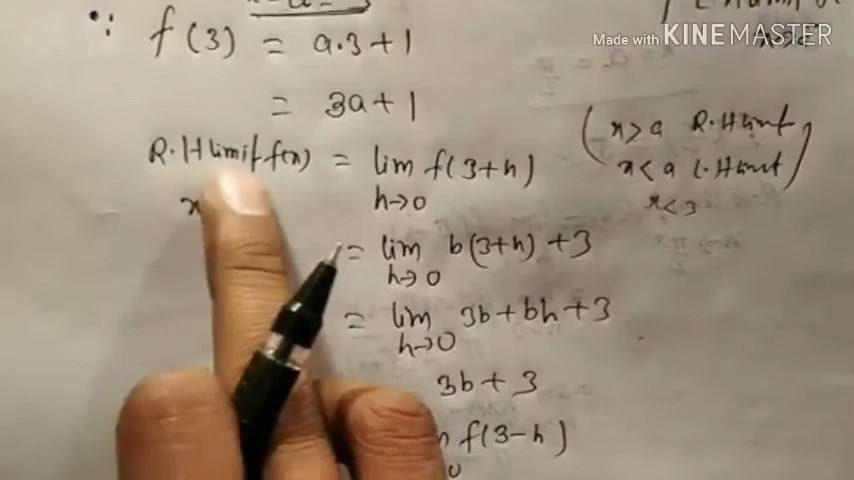 ∵ f(3) = a.3+1
Made with KINEMASTER
= 3a+1
R.H limit f(x) = lim f(3+h)
h→0
(x>a R.H limit
x<a L.H limit)
x<3
= lim b(3+h)+3
h→0
= lim 3b+bh+3
h→0
3b+3
f(3-h)